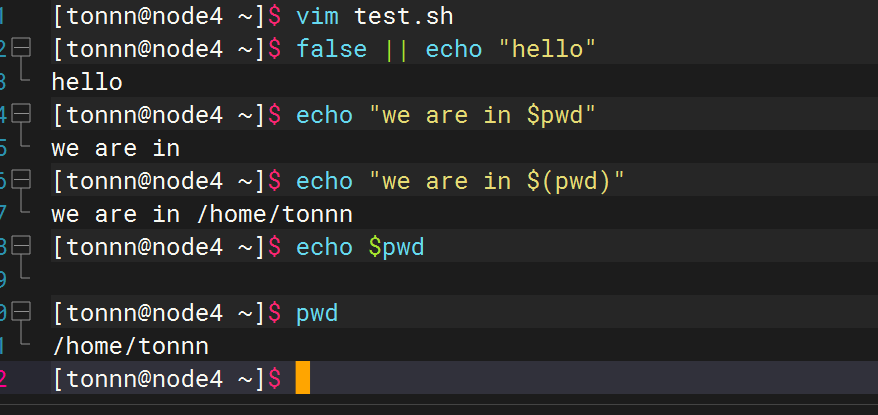 1 [tonnn@node4 ~]$ vim test.sh
2 [tonnn@node4 ~]$ false || echo "hello"
3 hello
4 [tonnn@node4 ~]$ echo "we are in $pwd"
5 we are in
6 [tonnn@node4 ~]$ echo "we are in $(pwd)"
7 we are in /home/tonnn
8 [tonnn@node4 ~]$ echo $pwd
9
0 [tonnn@node4 ~]$ pwd
1 /home/tonnn
2 [tonnn@node4 ~]$